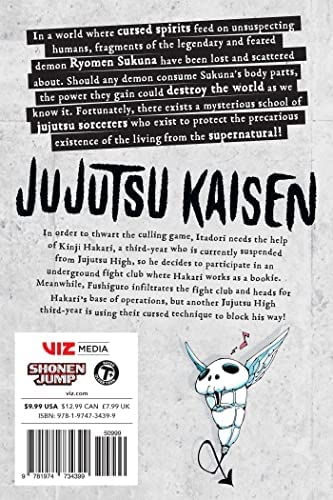 In a world where cursed spirits feed on unsuspecting
humans, fragments of the legendary and feared
demon Ryomen Sukuna have been lost and scattered
about. Should any demon consume Sukuna's body parts,
the power they gain could destroy the world as we
know it. Fortunately, there exists a mysterious school of
jujutsu sorcerers who exist to protect the precarious
existence of the living from the supernatural!
JUJUTSU KAISEN
In order to thwart the culling game, Itadori needs the help
of Kinji Hakari, a third-year who is currently suspended
from Jujutsu High, so he decides to participate in an
underground fight club where Hakari works as a bookie.
Meanwhile, Fushiguro infiltrates the fight club and heads for
Hakari's base of operations, but another Jujutsu High
third-year is using their cursed technique to block his way!
VIZ MEDIA
SHONEN
JUMP
T+
viz.com
$9.99 USA $12.99 CAN £7.99 UK
ISBN: 978-1-9747-3439-9
50999
9 781974 734399